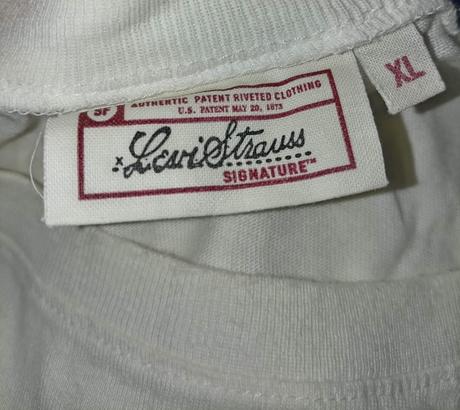 SF
AUTHENTIC PATENT RIVETED CLOTHING
U.S. PATENT MAY 20, 1873
x Levi Strauss
SIGNATURE™
XL